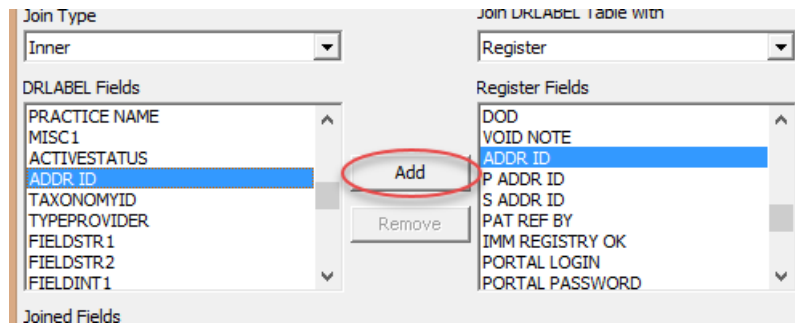 Join Type
Join DRLABEL Table with
Inner
Register
DRLABEL Fields
Register Fields
PRACTICE NAME
MISC1
ACTIVESTATUS
ADDR ID
TAXONOMYID
TYPEPROVIDER
FIELDSTR1
FIELDSTR2
FIELDINT1
Add
Remove
DOD
VOID NOTE
ADDR ID
P ADDR ID
S ADDR ID
PAT REF BY
IMM REGISTRY OK
PORTAL LOGIN
PORTAL PASSWORD
Joined Fields